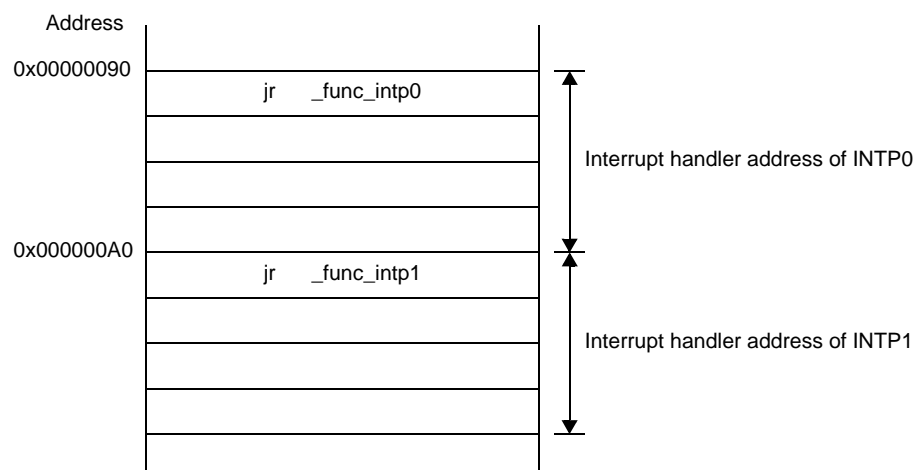 Address
0x00000090
jr _func_intp0
Interrupt handler address of INTP0
0x000000A0
jr _func_intp1
Interrupt handler address of INTP1